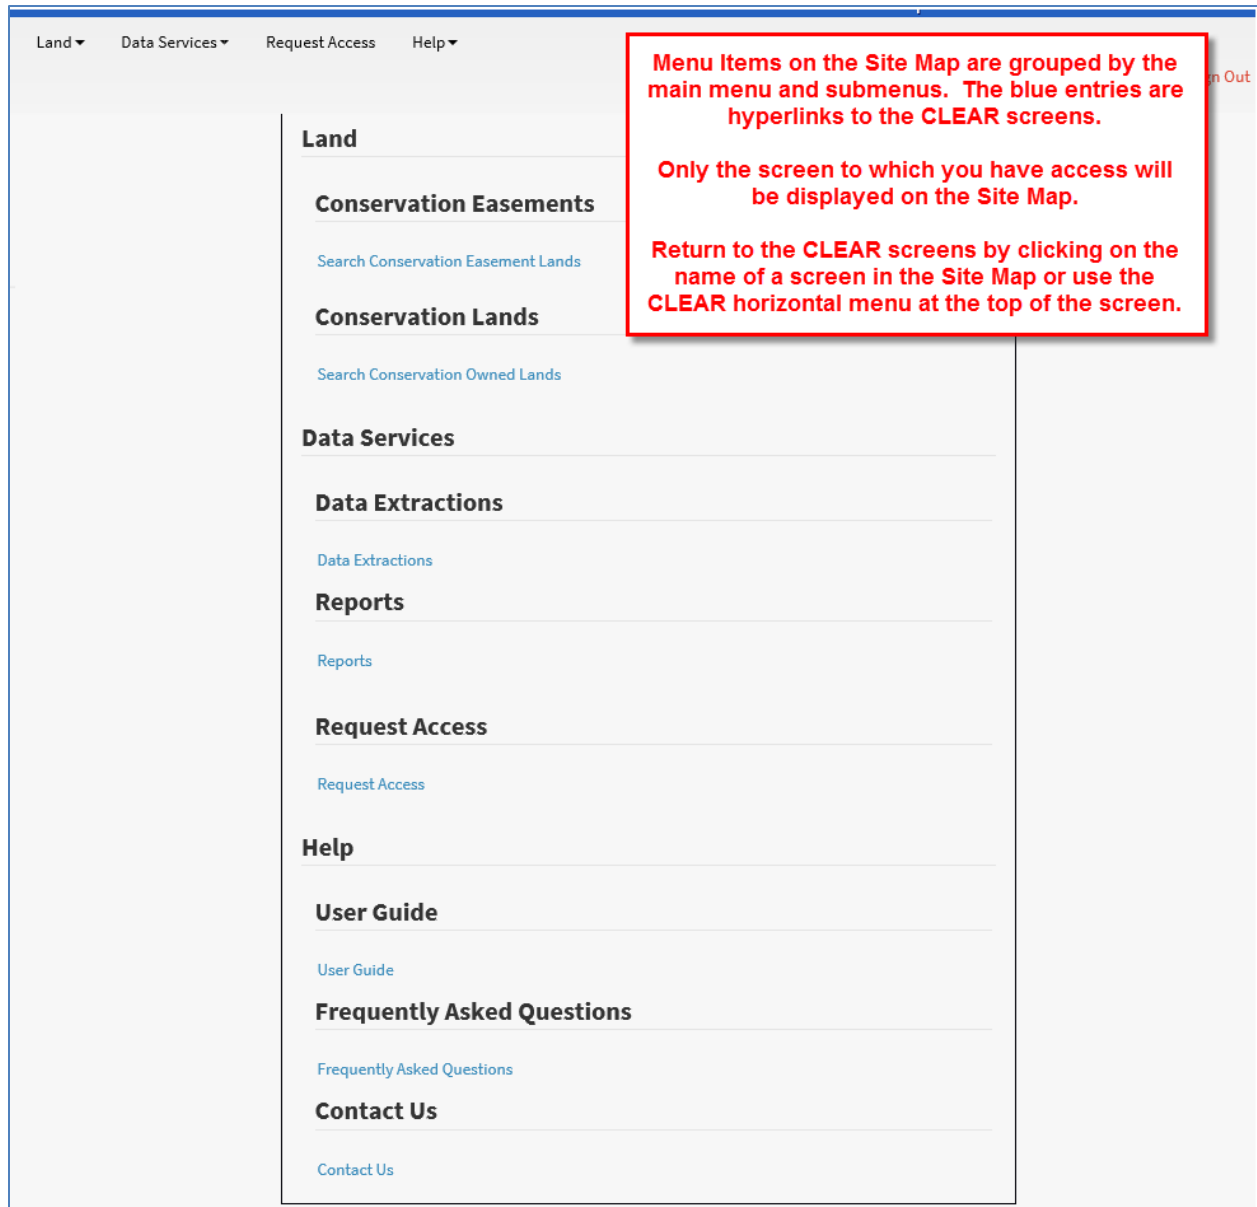 Land Data Services Request Access Help
Menu Items on the Site Map are grouped by the
main menu and submenus. The blue entries are
hyperlinks to the CLEAR screens.
Only the screen to which you have access will
be displayed on the Site Map.
Return to the CLEAR screens by clicking on the
name of a screen in the Site Map or use the
CLEAR horizontal menu at the top of the screen.
Out
Land
Conservation Easements
Search Conservation Easement Lands
Conservation Lands
Search Conservation Owned Lands
Data Services
Data Extractions
Data Extractions
Reports
Reports
Request Access
Request Access
Help
User Guide
User Guide
Frequently Asked Questions
Frequently Asked Questions
Contact Us
Contact Us